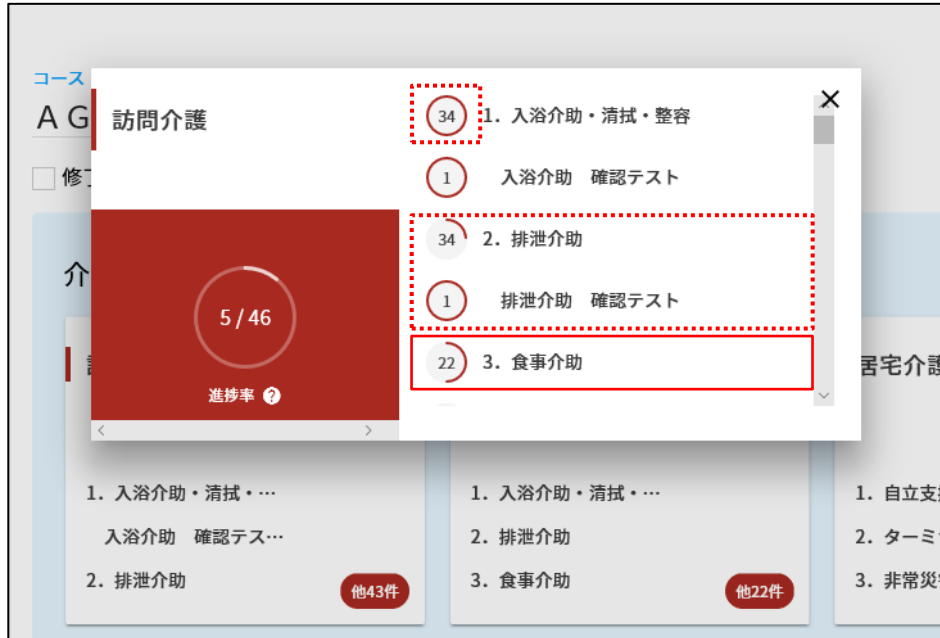 コース
ＡＧ
訪問介護
修了
介
5 / 46
進捗率 ?
34 1. 入浴介助・清拭・整容
1 入浴介助　確認テスト
34 2. 排泄介助
1 排泄介助　確認テスト
22 3. 食事介助
居宅介護
1. 入浴介助・清拭・…
入浴介助　確認テス…
2. 排泄介助
他43件
1. 入浴介助・清拭・…
2. 排泄介助
3. 食事介助
他22件
1. 自立支
2. ターミ
3. 非常災